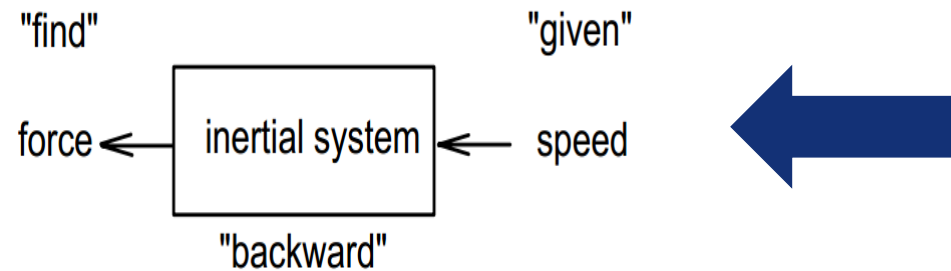 "find"
"given"
force
inertial system
speed
"backward"